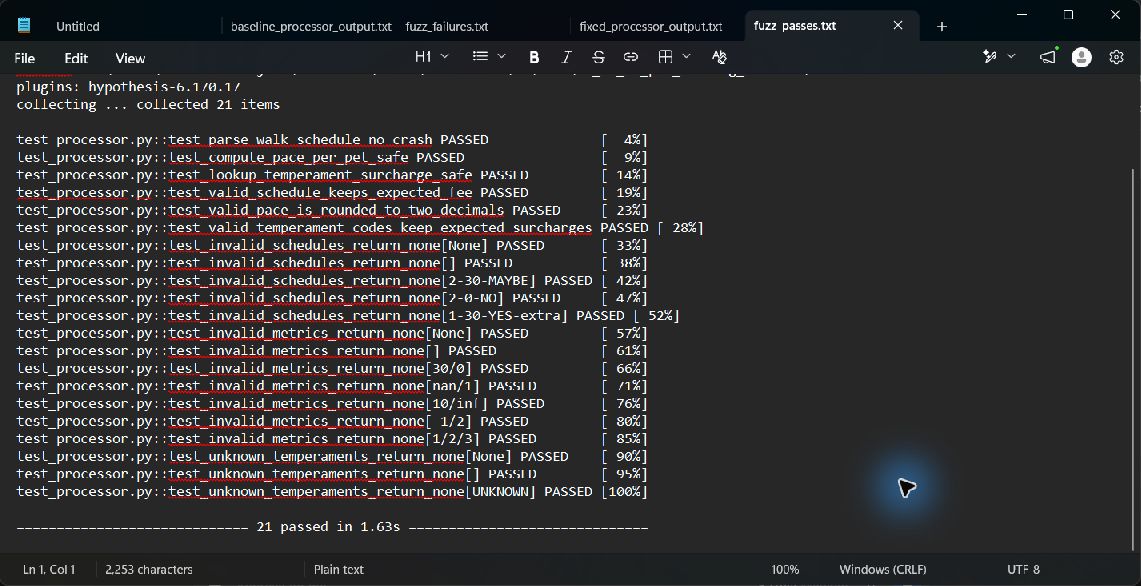 Untitled
baseline_processor_output.txt
fuzz_failures.txt
fixed_processor_output.txt
fuzz_passes.txt
File Edit View H1 B I S
plugins: hypothesis-6.170.17
collecting ... collected 21 items
test_processor.py::test_parse_walk_schedule_no_crash PASSED [ 4%]
test_processor.py::test_compute_pace_per_pet_safe PASSED [ 9%]
test_processor.py::test_lookup_temperament_surcharge_safe PASSED [ 14%]
test_processor.py::test_valid_schedule_keeps_expected_fee PASSED [ 19%]
test_processor.py::test_valid_pace_is_rounded_to_two_decimals PASSED [ 23%]
test_processor.py::test_valid_temperament_codes_keep_expected_surcharges PASSED [ 28%]
test_processor.py::test_invalid_schedules_return_none[None] PASSED [ 33%]
test_processor.py::test_invalid_schedules_return_none[] PASSED [ 38%]
test_processor.py::test_invalid_schedules_return_none[2-30-MAYBE] PASSED [ 42%]
test_processor.py::test_invalid_schedules_return_none[2-0-NO] PASSED [ 47%]
test_processor.py::test_invalid_schedules_return_none[1-30-YES-extra] PASSED [ 52%]
test_processor.py::test_invalid_metrics_return_none[None] PASSED [ 57%]
test_processor.py::test_invalid_metrics_return_none[] PASSED [ 61%]
test_processor.py::test_invalid_metrics_return_none[30/0] PASSED [ 66%]
test_processor.py::test_invalid_metrics_return_none[nan/1] PASSED [ 71%]
test_processor.py::test_invalid_metrics_return_none[10/inf] PASSED [ 76%]
test_processor.py::test_invalid_metrics_return_none[-1/2] PASSED [ 80%]
test_processor.py::test_invalid_metrics_return_none[1/2/3] PASSED [ 85%]
test_processor.py::test_unknown_temperaments_return_none[None] PASSED [ 90%]
test_processor.py::test_unknown_temperaments_return_none[] PASSED [ 95%]
test_processor.py::test_unknown_temperaments_return_none[UNKNOWN] PASSED [100%]
----------------------------- 21 passed in 1.63s ------------------------------
Ln 1, Col 1 2,253 characters Plain text 100% Windows (CRLF) UTF-8